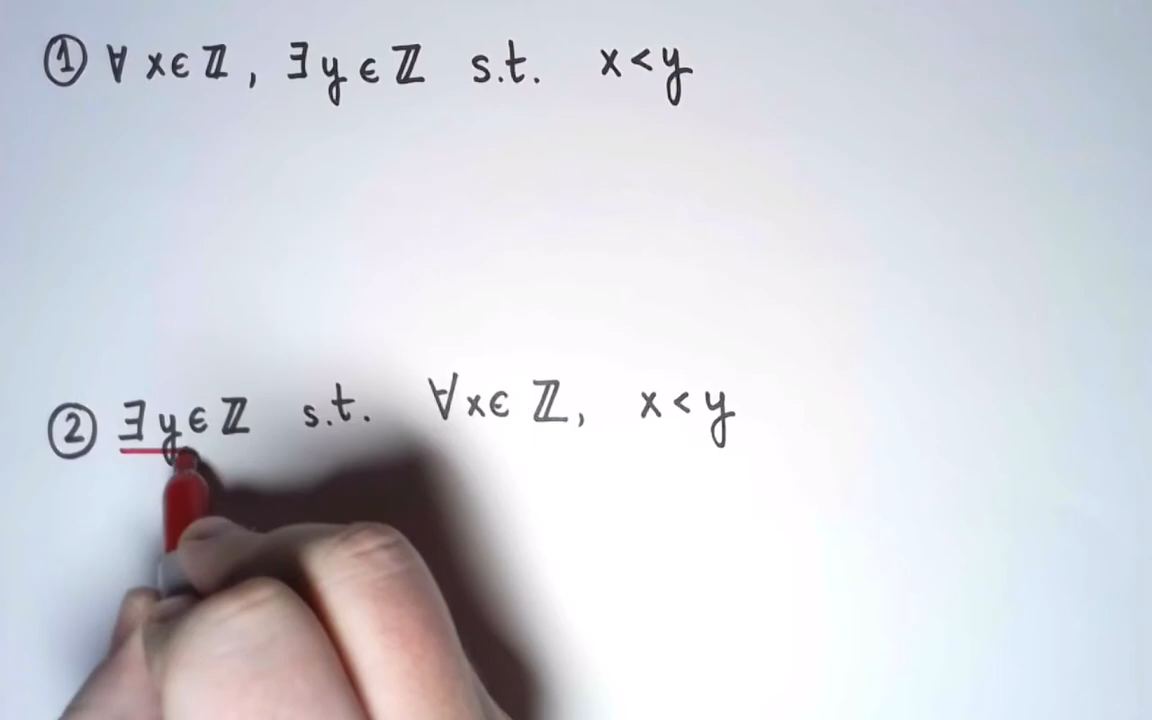 ① ∀ x ∈ ℤ, ∃ y ∈ ℤ s.t. x < y
② ∃ y ∈ ℤ s.t. ∀ x ∈ ℤ, x < y